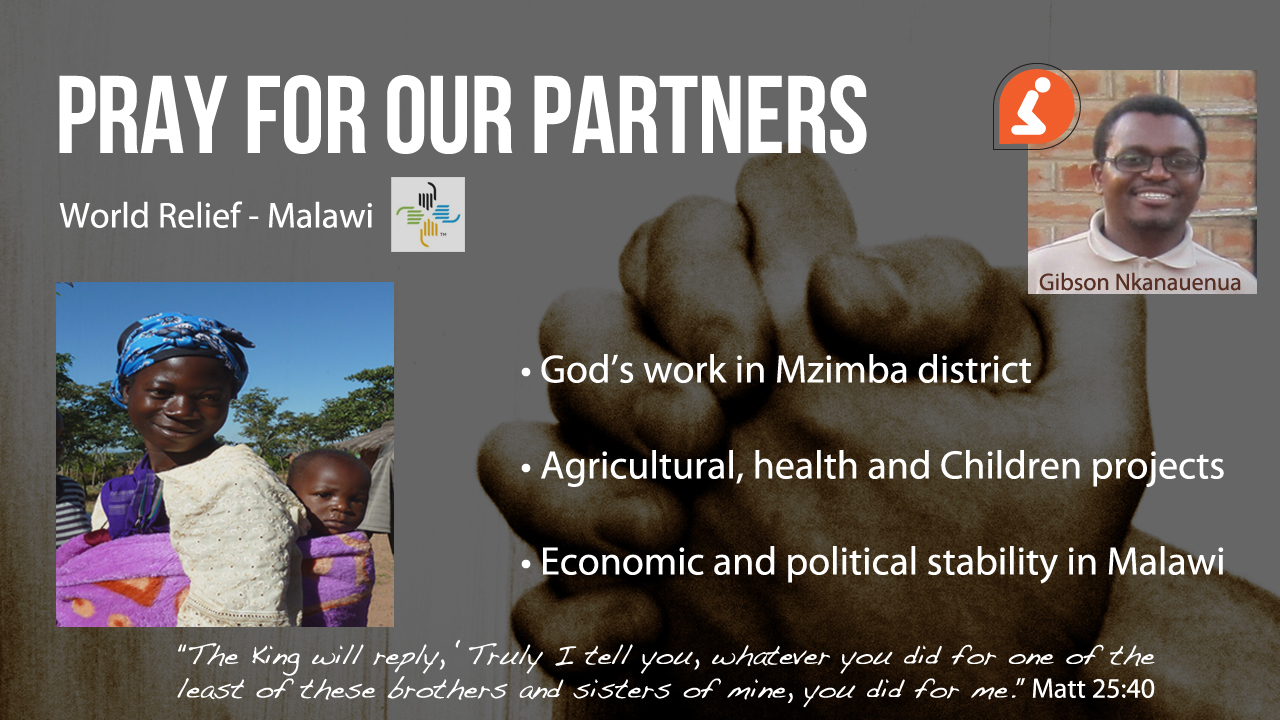 PRAY FOR OUR PARTNERS
World Relief - Malawi
TM
Gibson Nkanauenua
• God’s work in Mzimba district
• Agricultural, health and Children projects
• Economic and political stability in Malawi
“The King will reply,‘ Truly I tell you, whatever you did for one of the
least of these brothers and sisters of mine, you did for me.” Matt 25:40